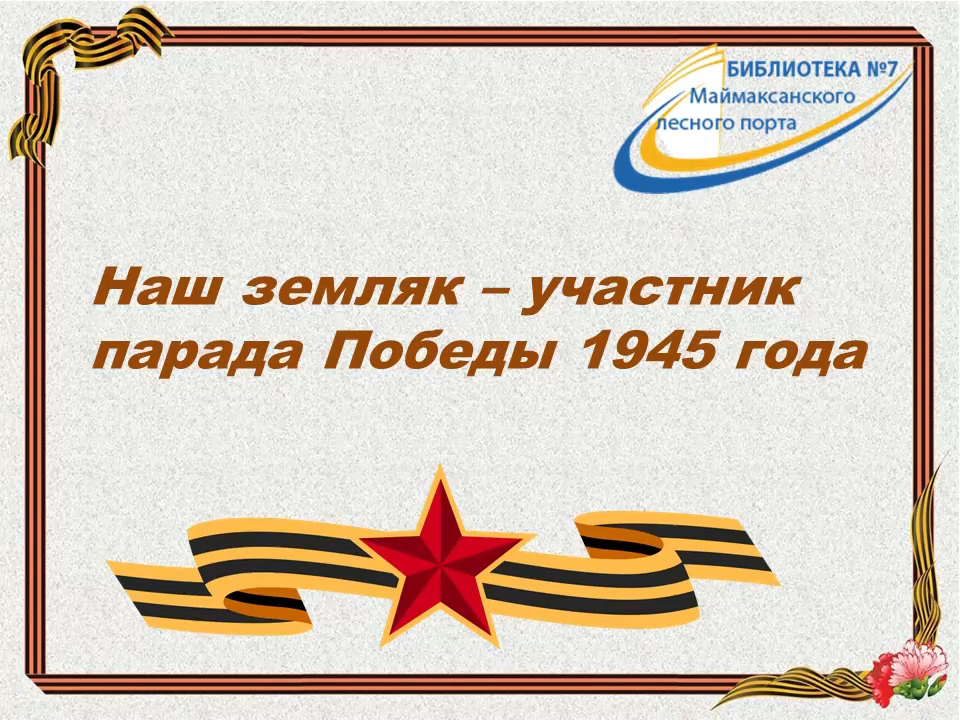 БИБЛИОТЕКА №7
Маймаксанского
лесного порта
Наш земляк – участник
парада Победы 1945 года